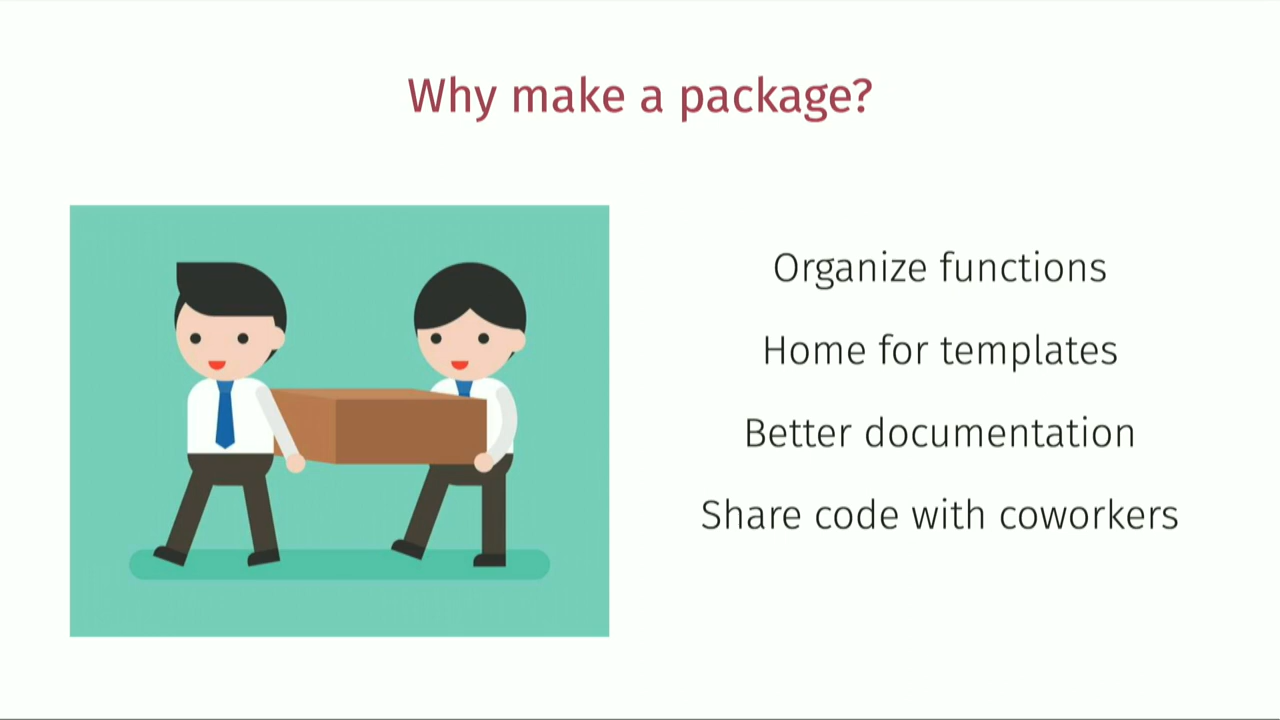 Why make a package?
Organize functions
Home for templates
Better documentation
Share code with coworkers